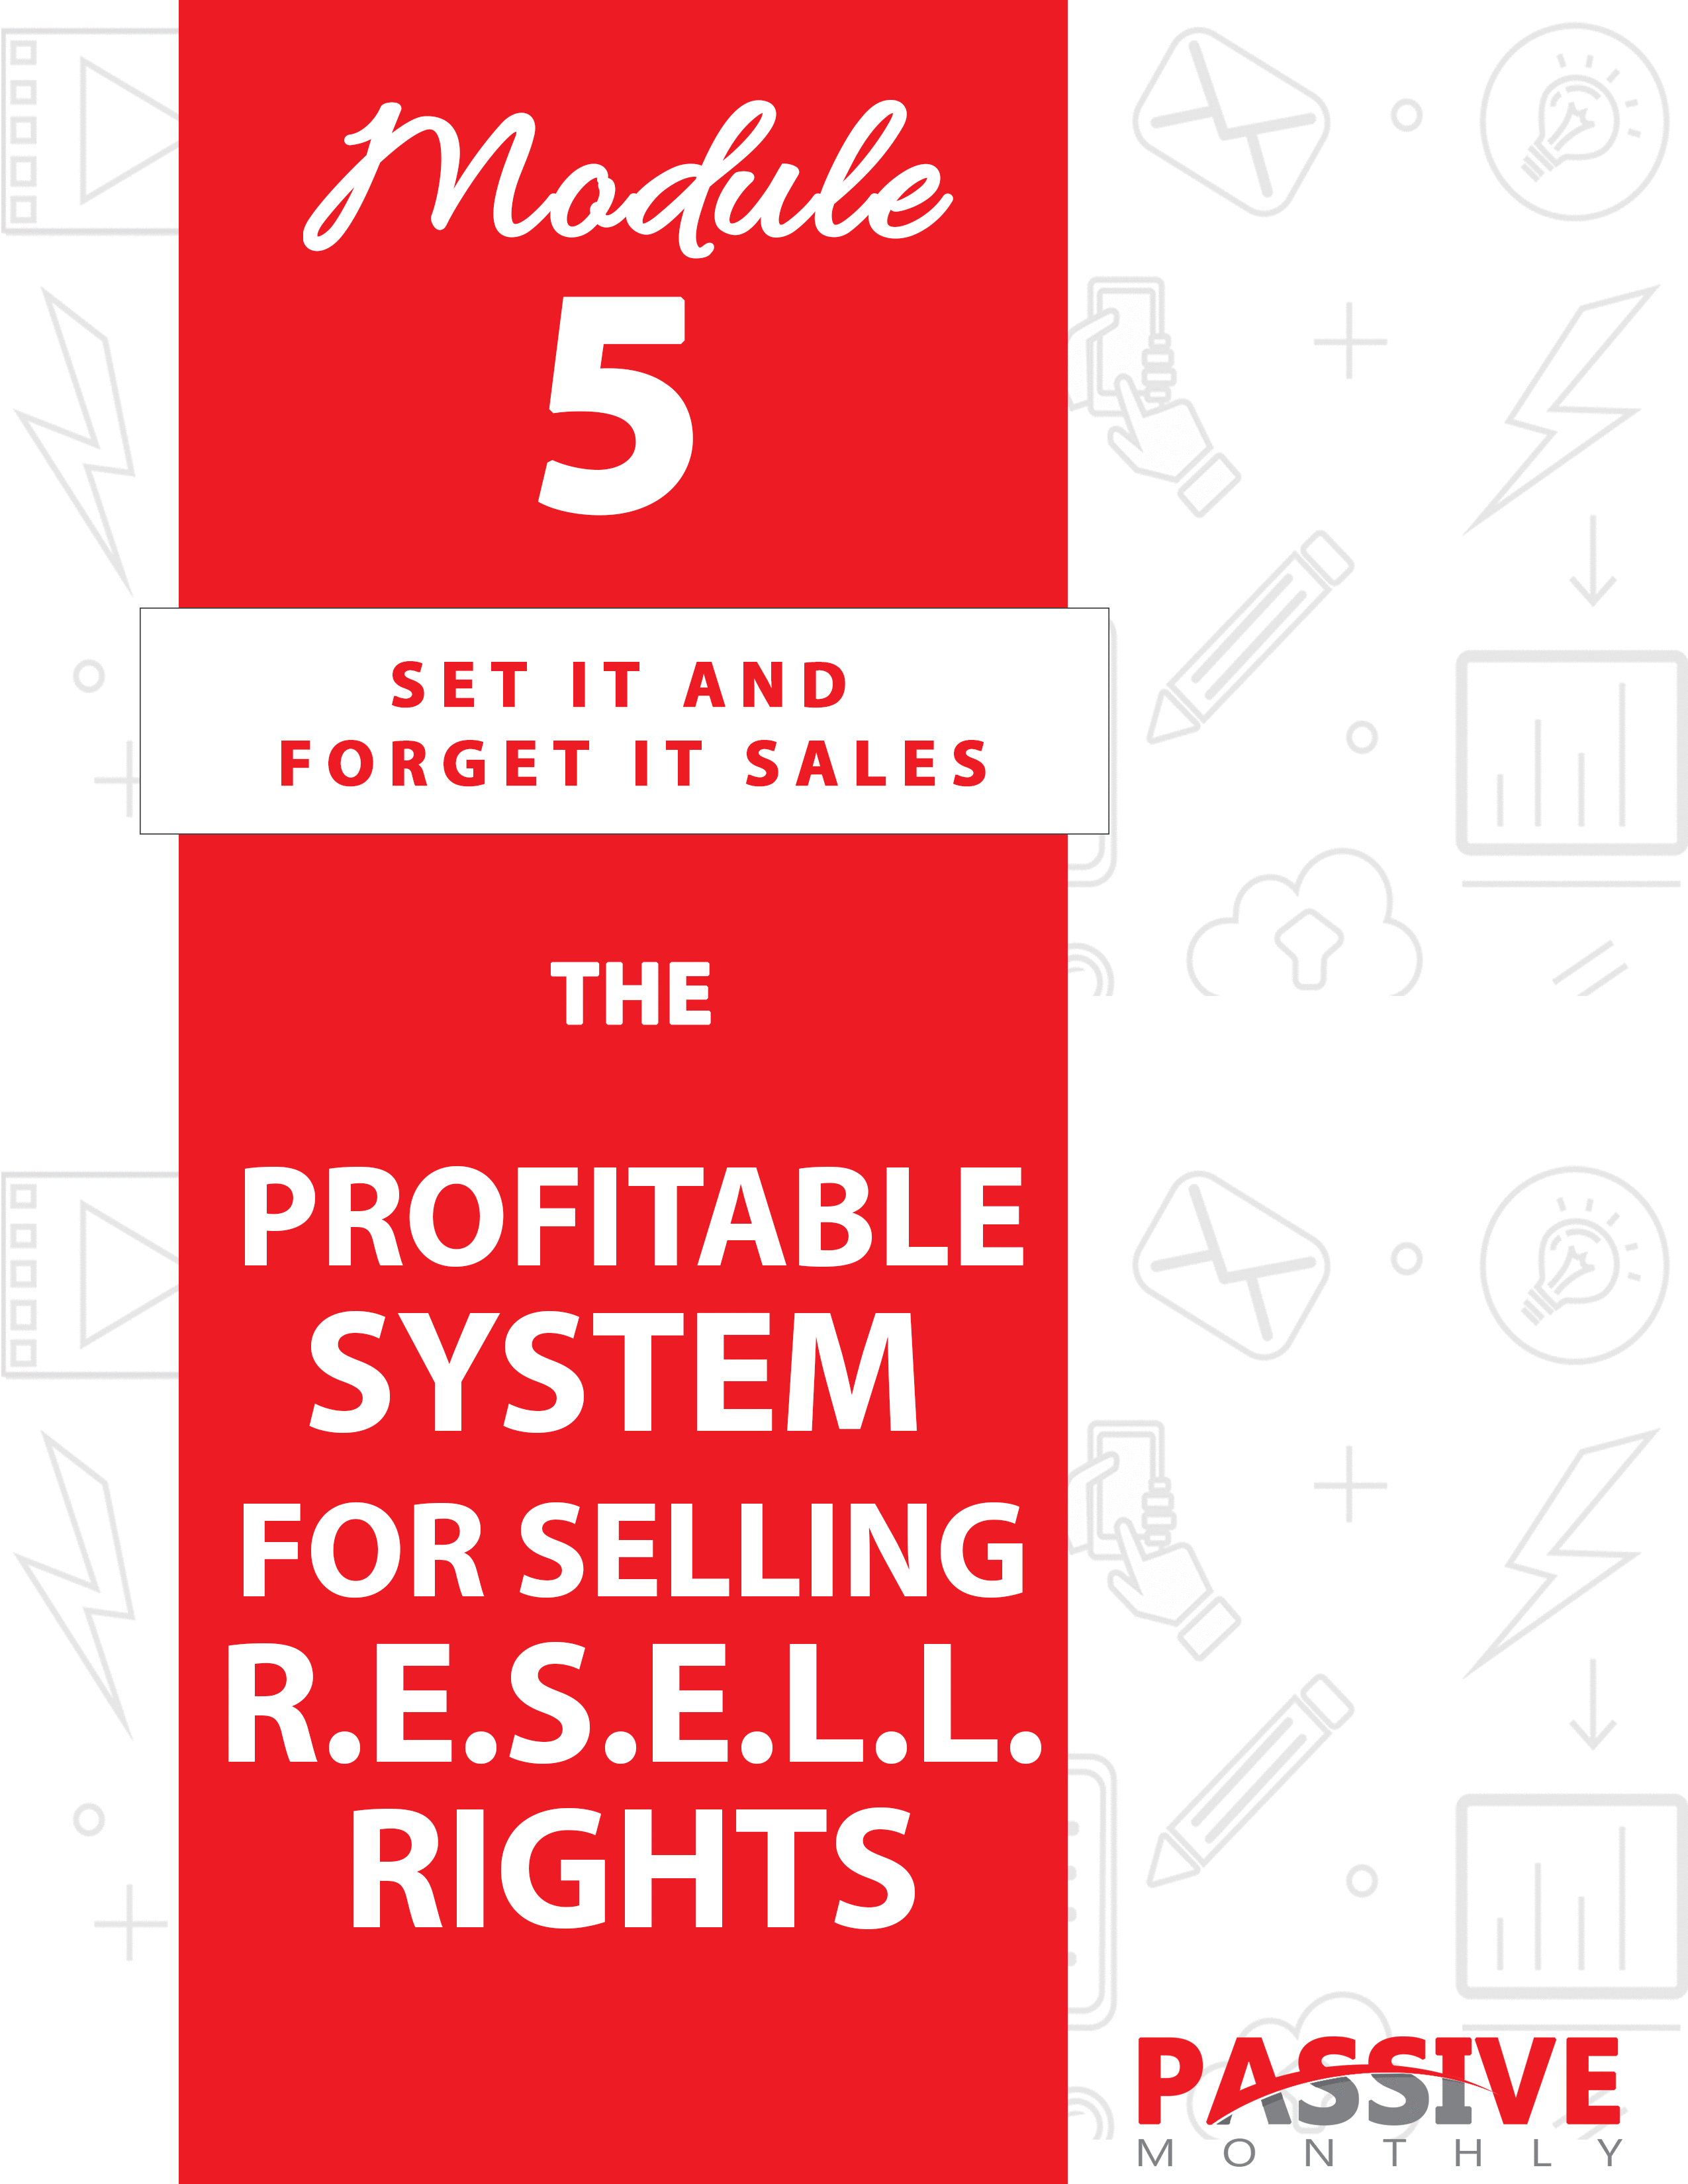 Module
5
SET IT AND
FORGET IT SALES
THE
PROFITABLE
SYSTEM
FOR SELLING
R.E.S.E.L.L.
RIGHTS
PASSIVE
MONTHLY